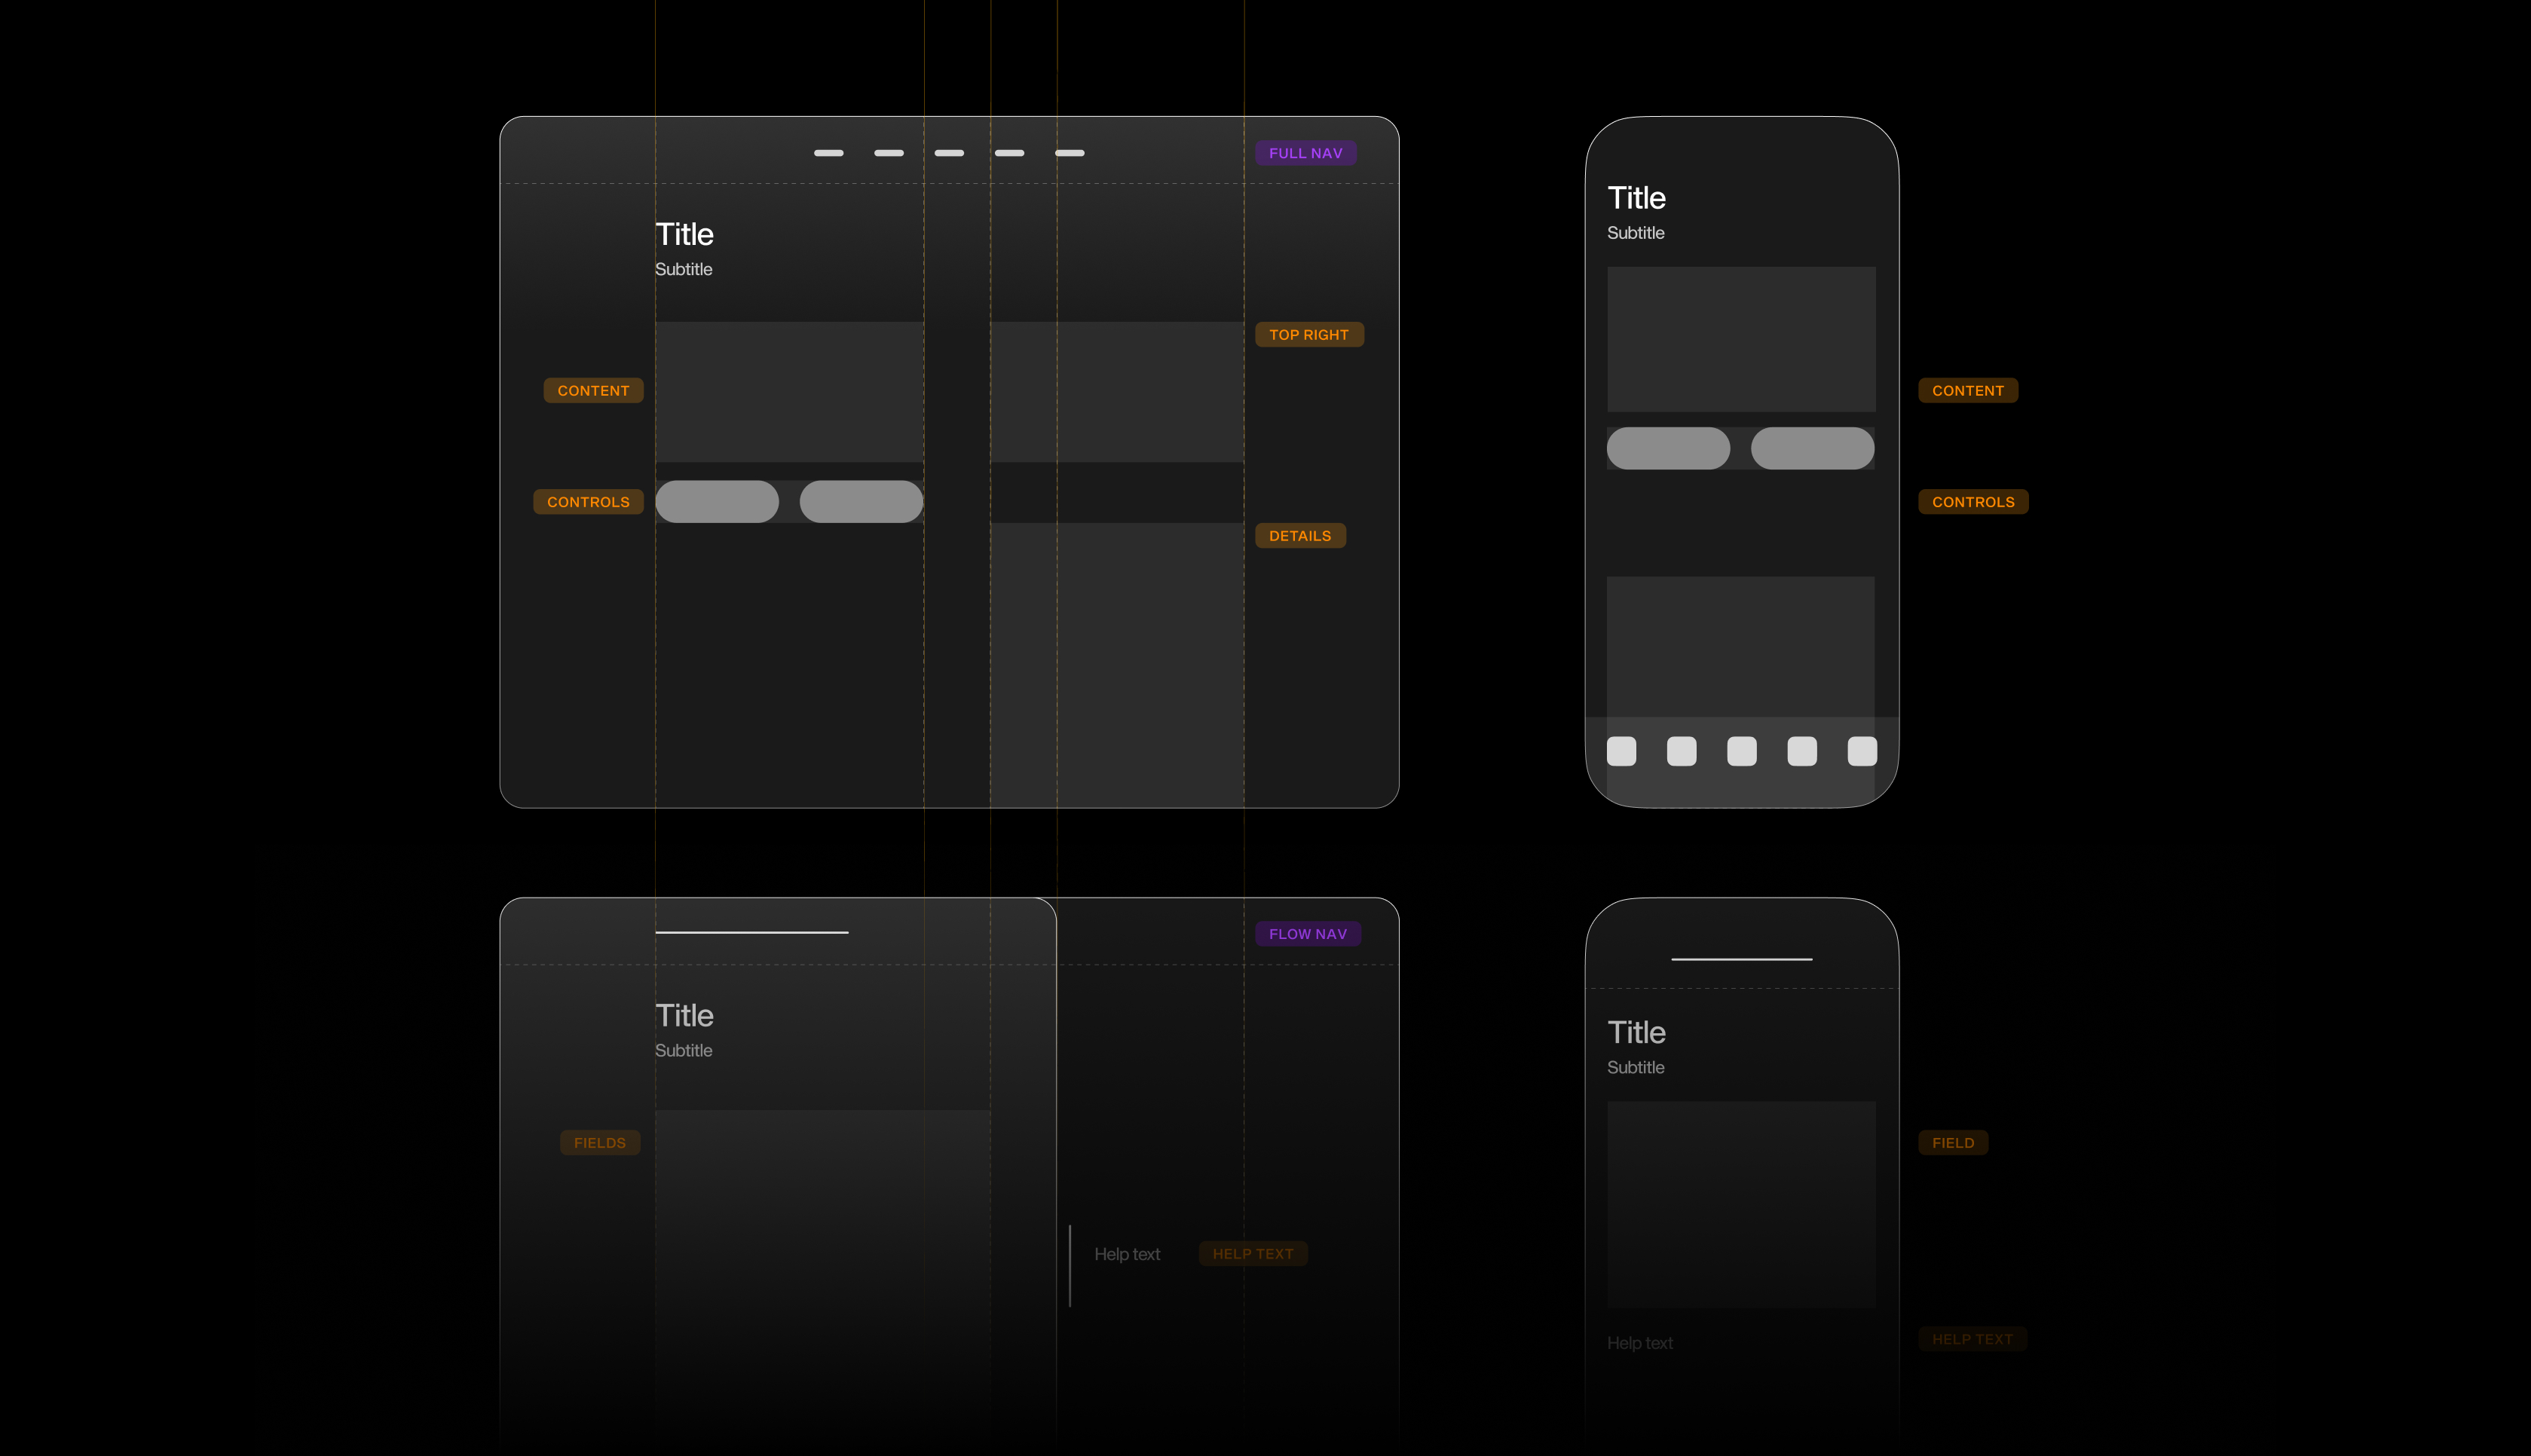 FULL NAV
Title
Subtitle
TOP RIGHT
CONTENT
CONTROLS
DETAILS
Title
Subtitle
CONTENT
CONTROLS
FLOW NAV
Title
Subtitle
FIELDS
Help text
HELP TEXT
Title
Subtitle
FIELD
Help text
HELP TEXT